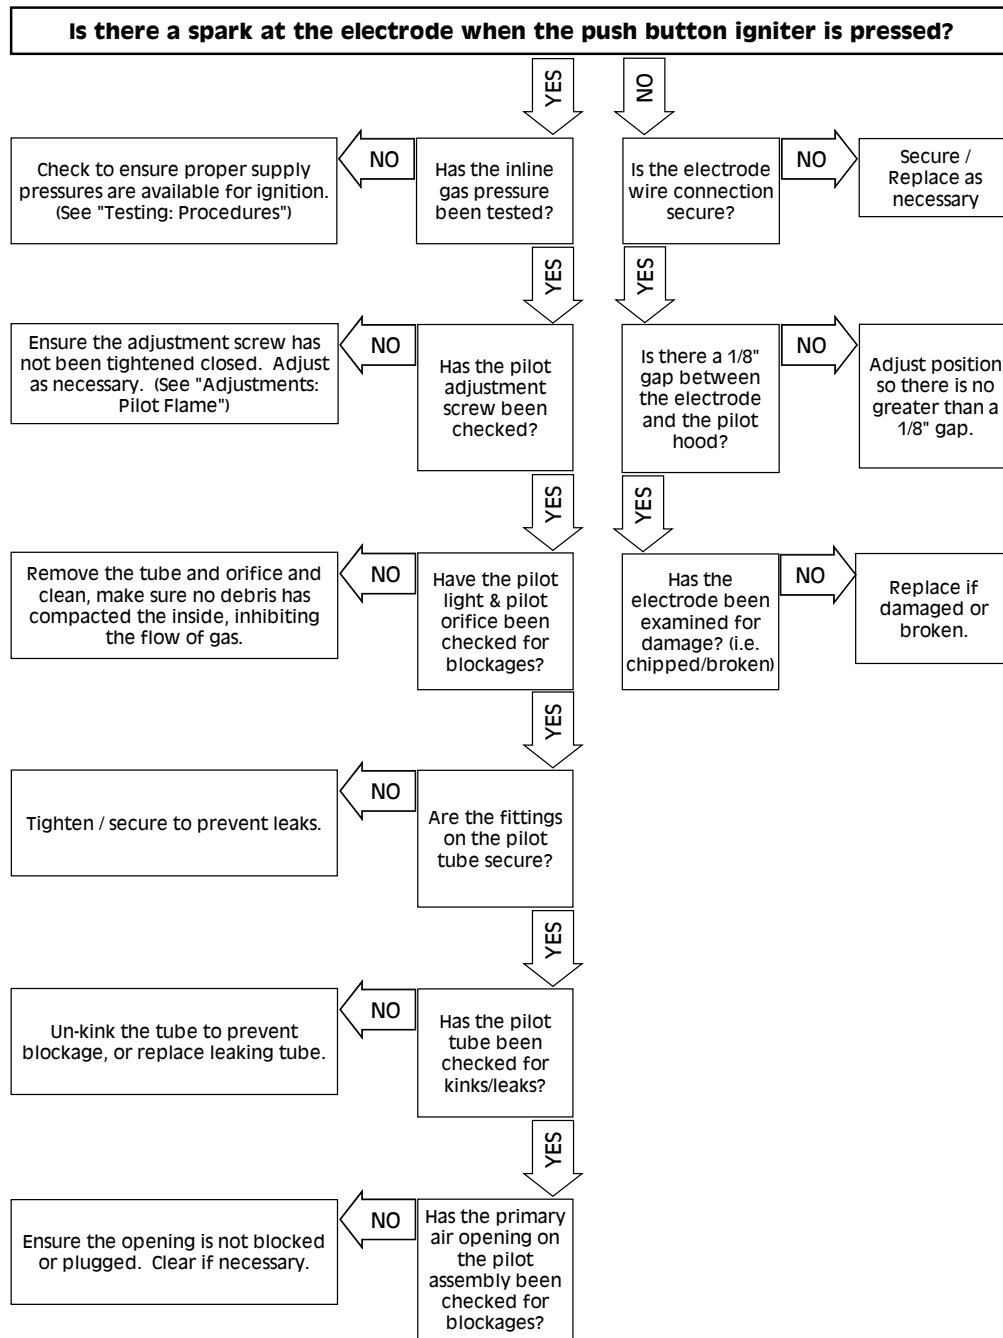 Is there a spark at the electrode when the push button igniter is pressed?
YES
NO
Check to ensure proper supply
pressures are available for ignition.
(See "Testing: Procedures")
NO
Has the inline
gas pressure
been tested?
Is the electrode
wire connection
secure?
NO
Secure /
Replace as
necessary
YES
YES
Ensure the adjustment screw has
not been tightened closed. Adjust
as necessary. (See "Adjustments:
Pilot Flame")
NO
Has the pilot
adjustment
screw been
checked?
Is there a 1/8"
gap between
the electrode
and the pilot
hood?
NO
Adjust position
so there is no
greater than a
1/8" gap.
YES
YES
Remove the tube and orifice and
clean, make sure no debris has
compacted the inside, inhibiting
the flow of gas.
NO
Have the pilot
light & pilot
orifice been
checked for
blockages?
Has the
electrode been
examined for
damage? (i.e.
chipped/broken)
NO
Replace if
damaged or
broken.
YES
Tighten / secure to prevent leaks.
NO
Are the fittings
on the pilot
tube secure?
YES
Un-kink the tube to prevent
blockage, or replace leaking tube.
NO
Has the pilot
tube been
checked for
kinks/leaks?
YES
Ensure the opening is not blocked
or plugged. Clear if necessary.
NO
Has the primary
air opening on
the pilot
assembly been
checked for
blockages?